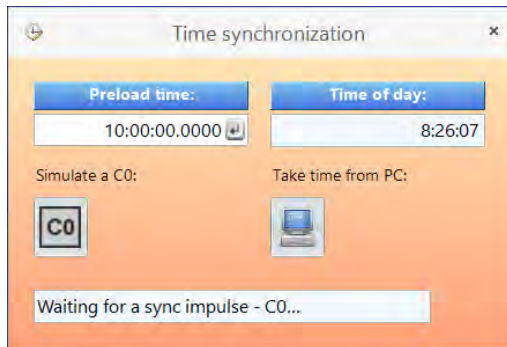 Time synchronization ×
Preload time: Time of day:
10:00:00.0000 8:26:07
Simulate a C0: Take time from PC:
C0
Waiting for a sync impulse - C0...